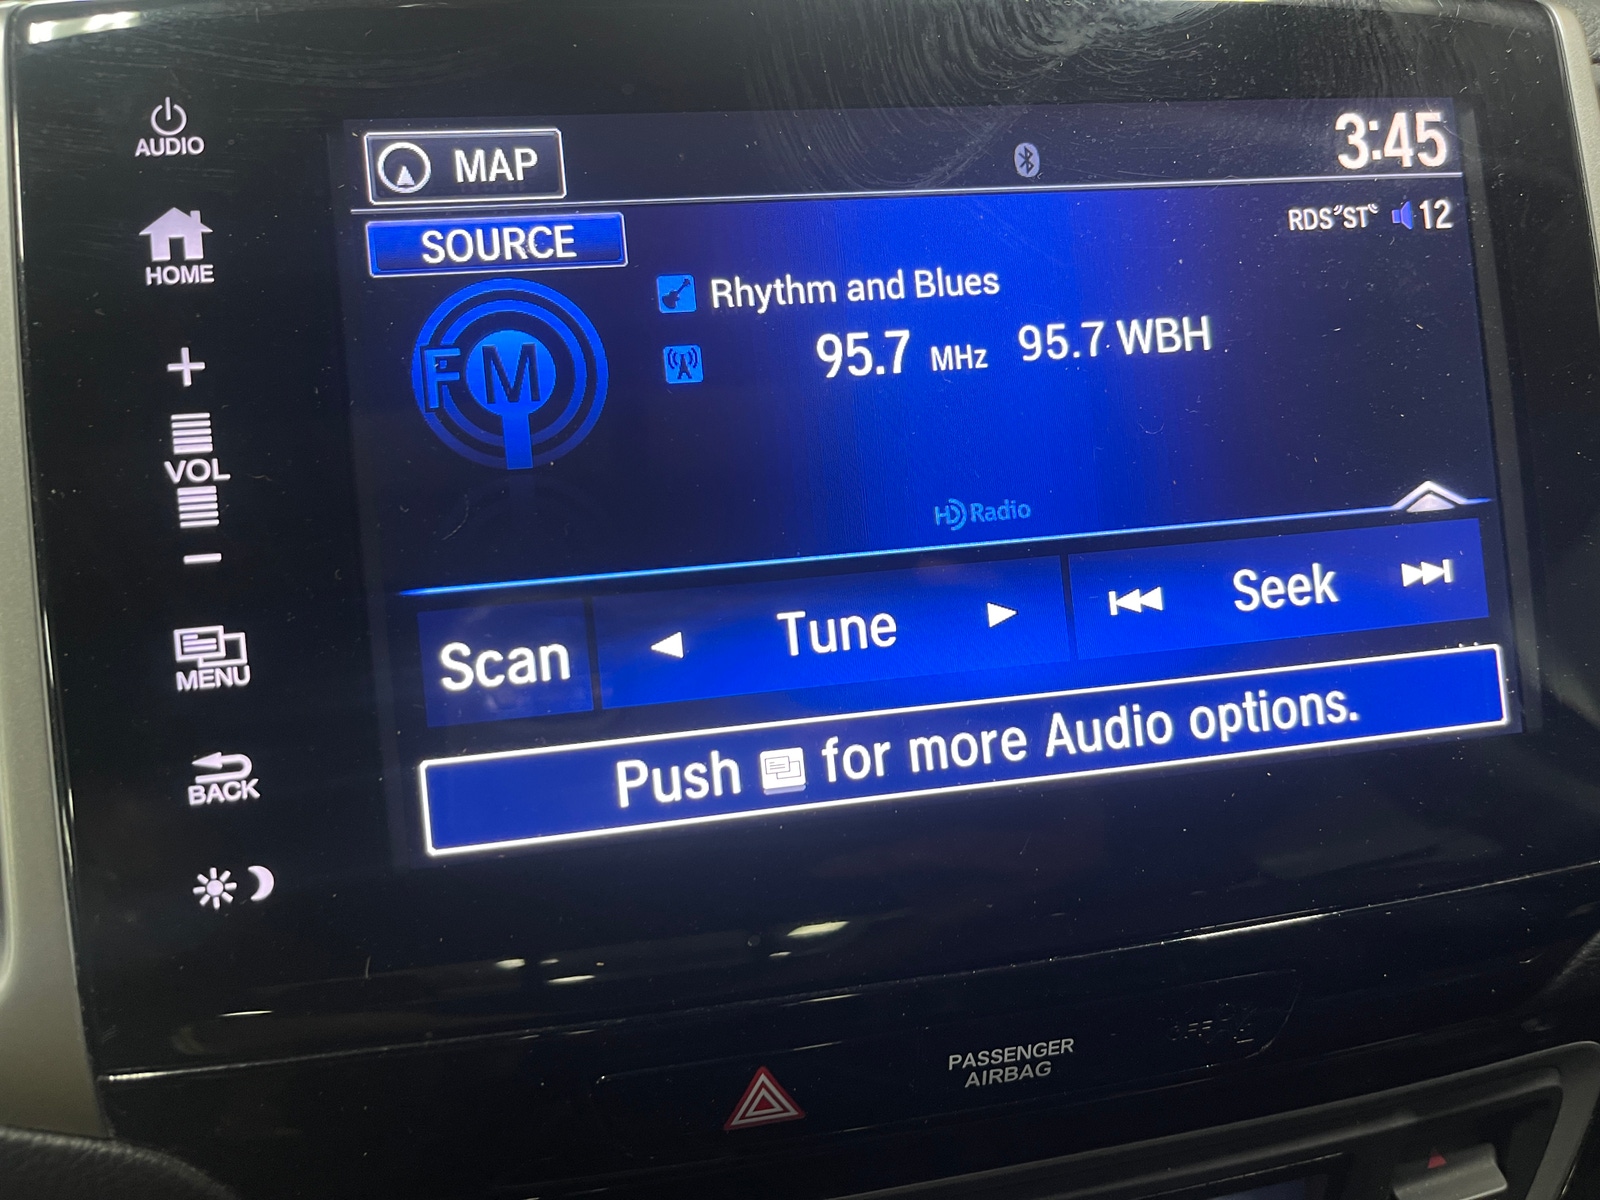 AUDIO
MAP
3:45
HOME
SOURCE
RDS ST 12
Rhythm and Blues
FM
95.7 MHz 95.7 WBH
VOL
HD Radio
Scan
Tune
Seek
MENU
Push for more Audio options.
BACK
PASSENGER
AIRBAG